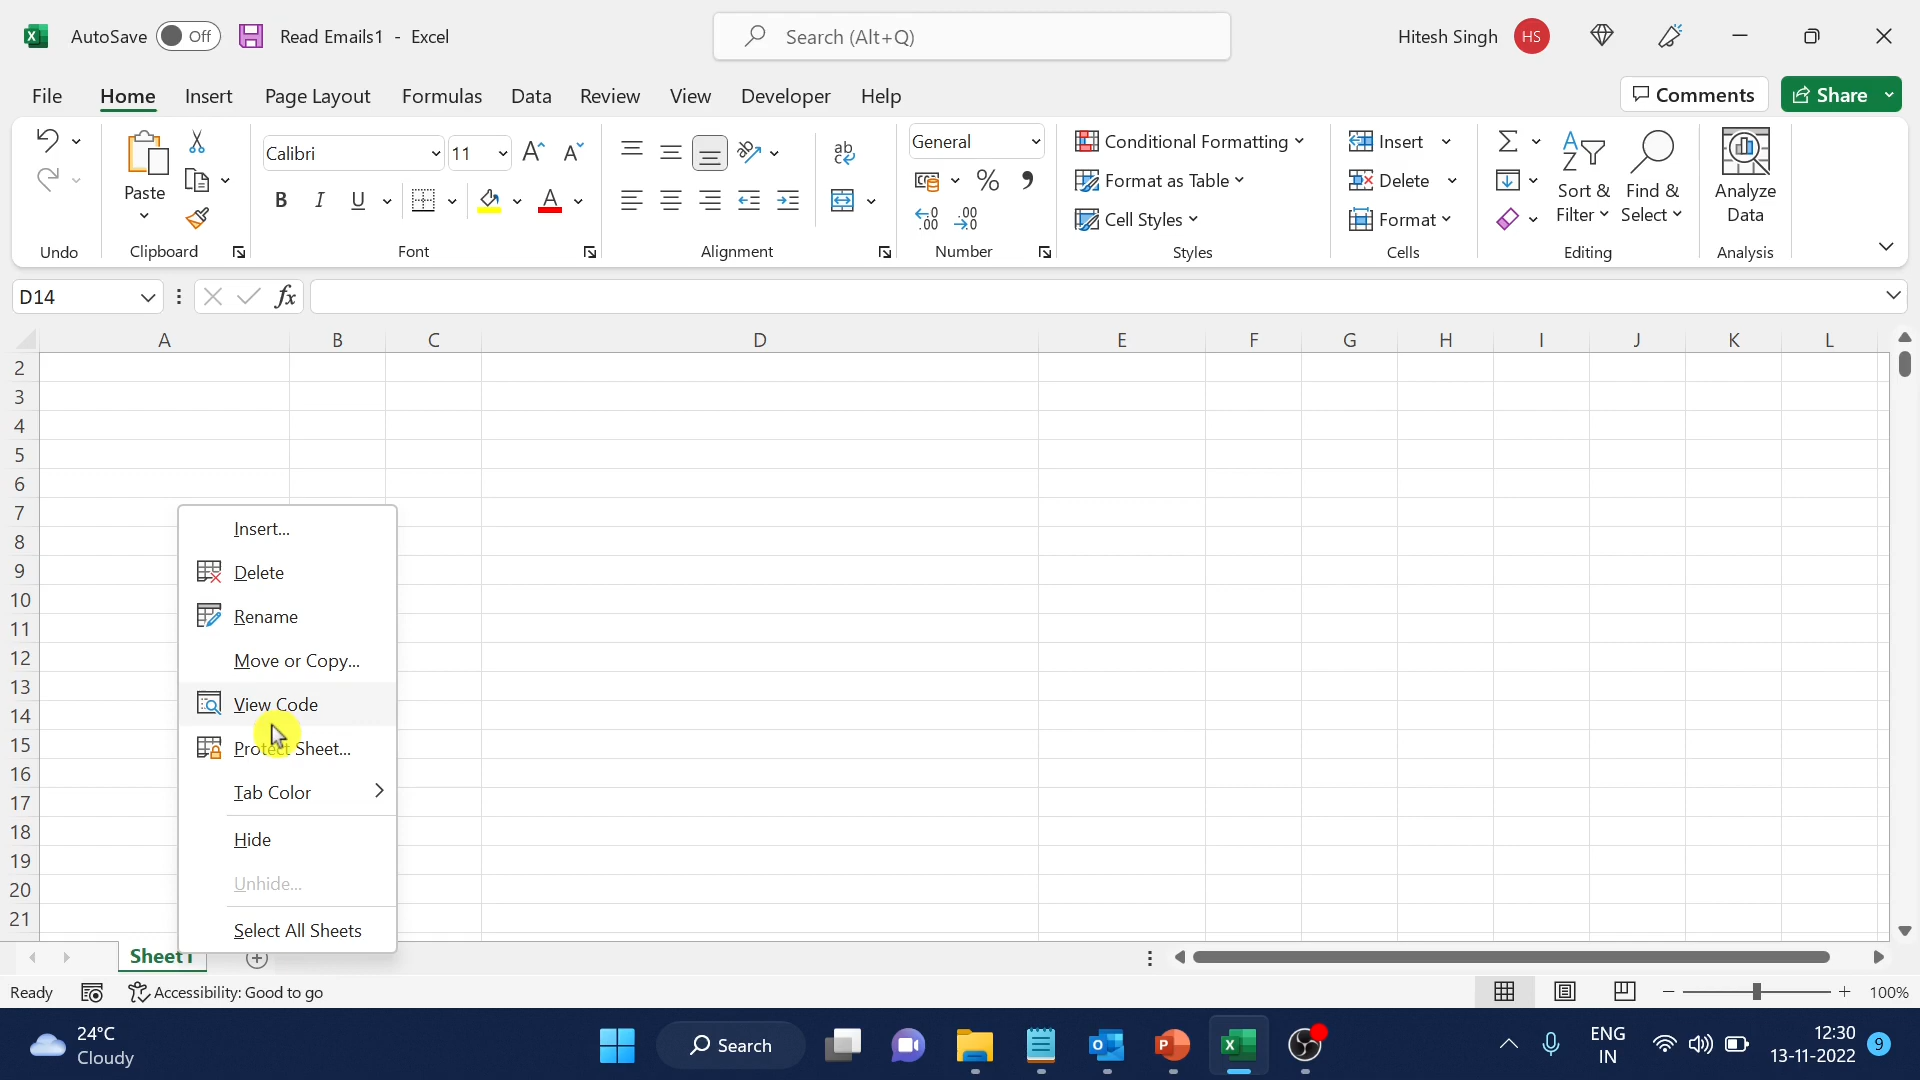 AutoSave Off Read Emails1 - Excel Search (Alt+Q) Hitesh Singh HS
File Home Insert Page Layout Formulas Data Review View Developer Help Comments Share
Calibri 11 General Conditional Formatting Insert
Paste Format as Table Delete Sort & Filter Find & Select Analyze Data
B I U Cell Styles Format
Undo Clipboard Font Alignment Number Styles Cells Editing Analysis
D14 fx
A B C D E F G H I J K L
2
3
4
5
6
7
8
9
10
11
12
13
14
15
16
17
18
19
20
21
Insert...
Delete
Rename
Move or Copy...
View Code
Protect Sheet...
Tab Color
Hide
Unhide...
Select All Sheets
Sheet1
Ready Accessibility: Good to go 100%
24°C
Cloudy
Search
ENG
IN
12:30
13-11-2022
9